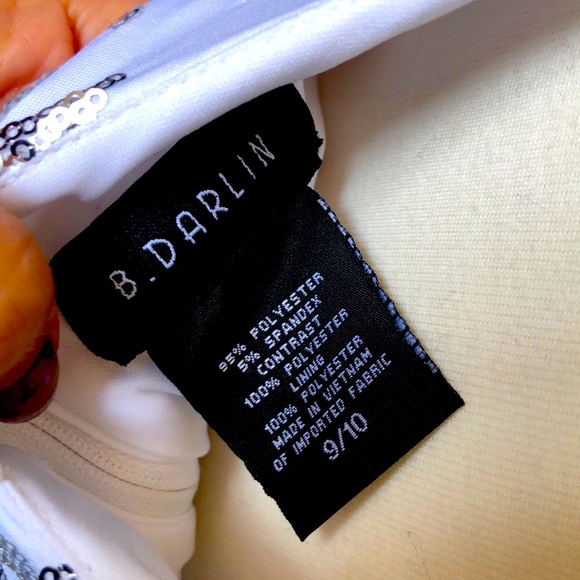 B.DARLIN
95% POLYESTER
5% SPANDEX
CONTRAST
100% POLYESTER
LINING
100% POLYESTER
MADE IN VIETNAM
OF IMPORTED FABRIC
9/10